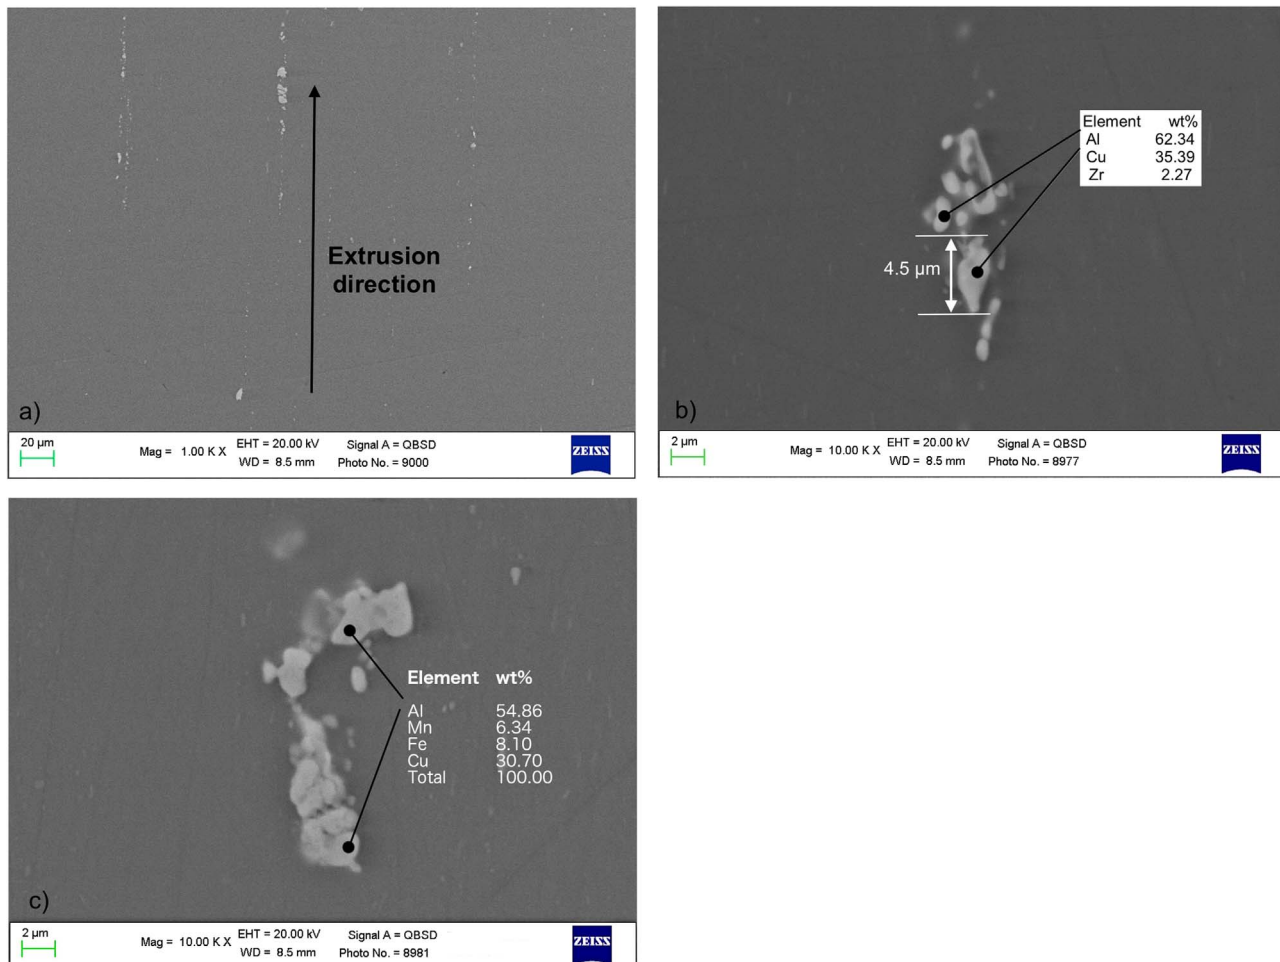 Extrusion
direction
a)
20 µm
Mag = 1.00 K X
EHT = 20.00 kV
WD = 8.5 mm
Signal A = QBSD
Photo No. = 9000
ZEISS
Element wt%
Al 62.34
Cu 35.39
Zr 2.27
4.5 µm
b)
2 µm
Mag = 10.00 K X
EHT = 20.00 kV
WD = 8.5 mm
Signal A = QBSD
Photo No. = 8977
ZEISS
Element wt%
Al 54.86
Mn 6.34
Fe 8.10
Cu 30.70
Total 100.00
c)
2 µm
Mag = 10.00 K X
EHT = 20.00 kV
WD = 8.5 mm
Signal A = QBSD
Photo No. = 8981
ZEISS